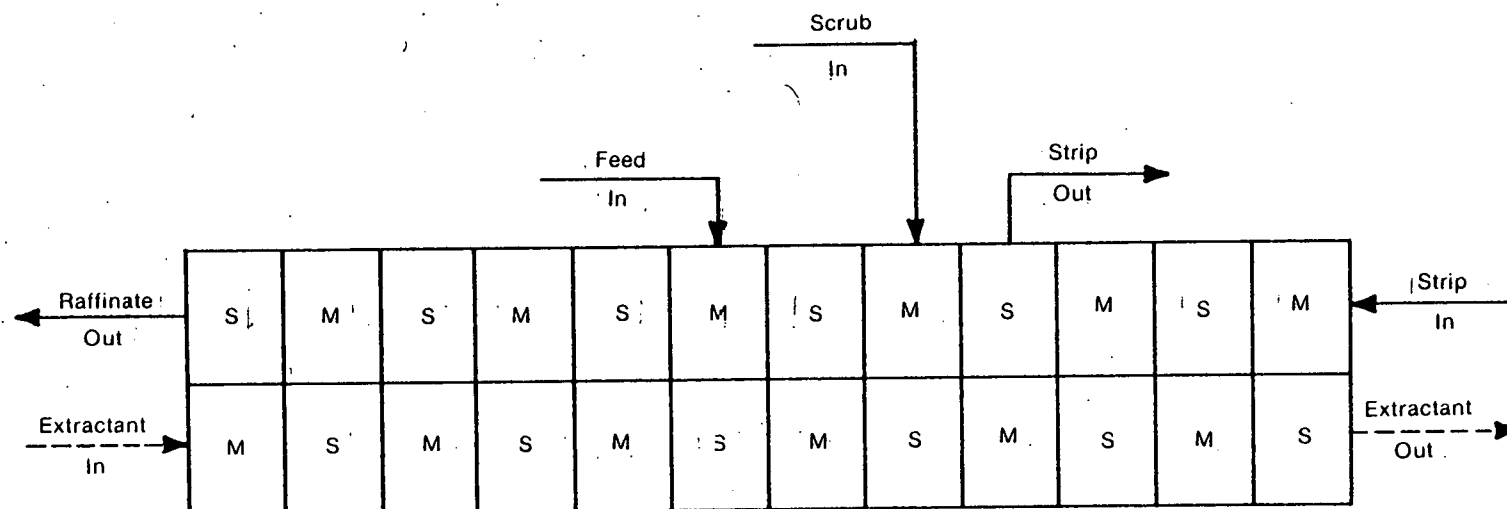 Scrub
In
Feed
In
Strip
Out
Raffinate
Out
S M S M S M S M S M S M
Strip
In
Extractant
In
M S M S M S M S M S M S
Extractant
Out